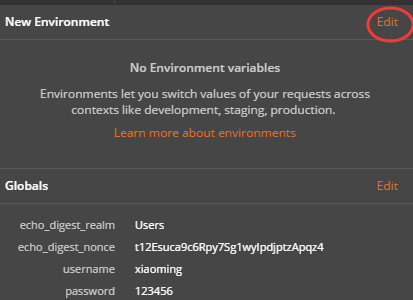 New Environment Edit
No Environment variables
Environments let you switch values of your requests across
contexts like development, staging, production.
Learn more about environments
Globals Edit
echo_digest_realm Users
echo_digest_nonce t12Esuca9c6Rpy7Sg1wylpdjptzApqz4
username xiaoming
password 123456